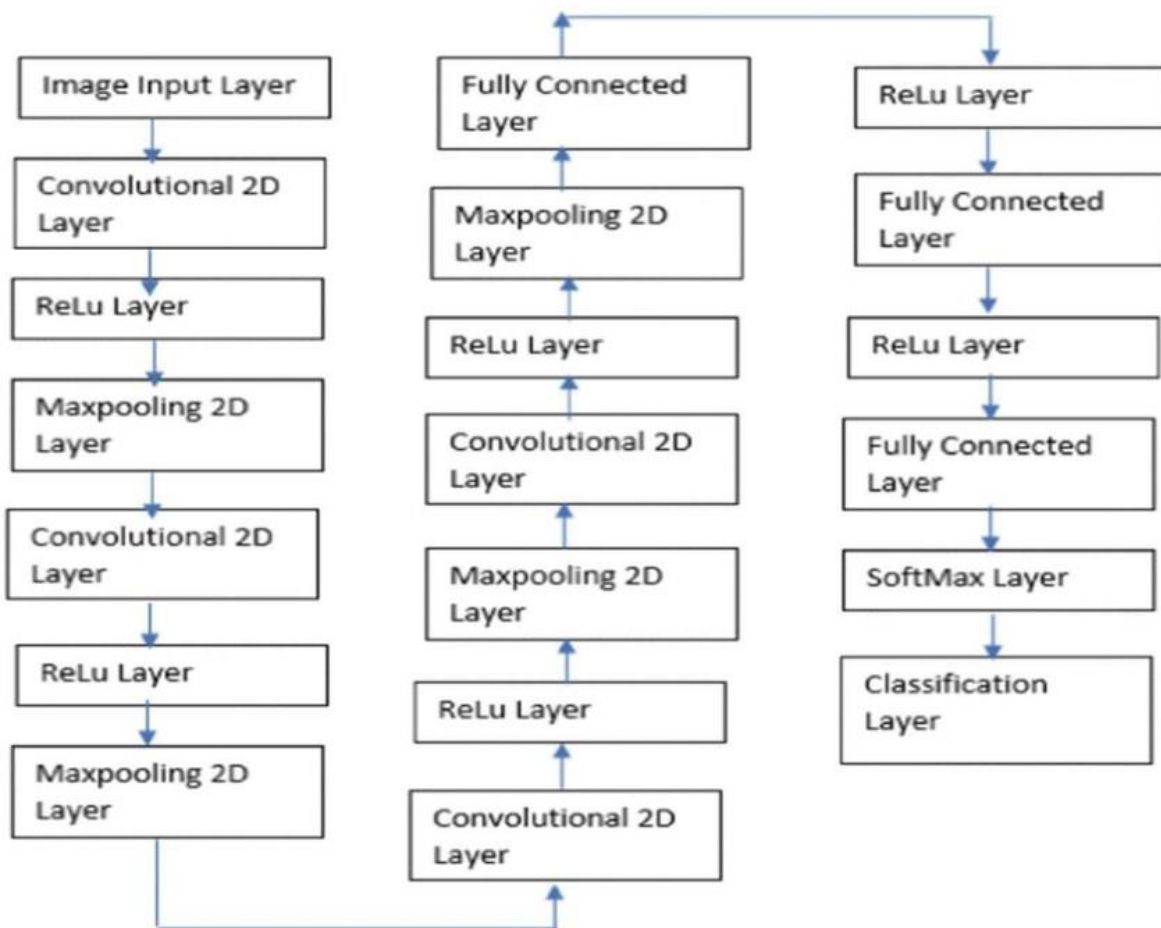 Image Input Layer
Convolutional 2D
Layer
ReLu Layer
Maxpooling 2D
Layer
Convolutional 2D
Layer
ReLu Layer
Maxpooling 2D
Layer
Convolutional 2D
Layer
ReLu Layer
Maxpooling 2D
Layer
Convolutional 2D
Layer
ReLu Layer
Maxpooling 2D
Layer
Fully Connected
Layer
ReLu Layer
Fully Connected
Layer
ReLu Layer
Fully Connected
Layer
SoftMax Layer
Classification
Layer